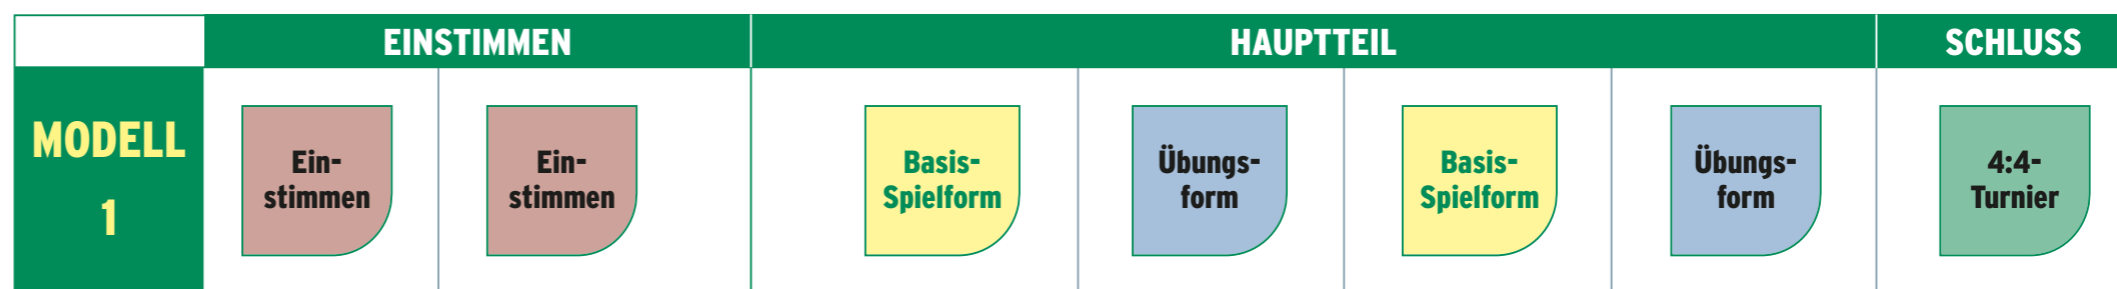 EINSTIMMEN
HAUPTTEIL
SCHLUSS
MODELL
1
Ein-
stimmen
Ein-
stimmen
Basis-
Spielform
Übungs-
form
Basis-
Spielform
Übungs-
form
4:4-
Turnier